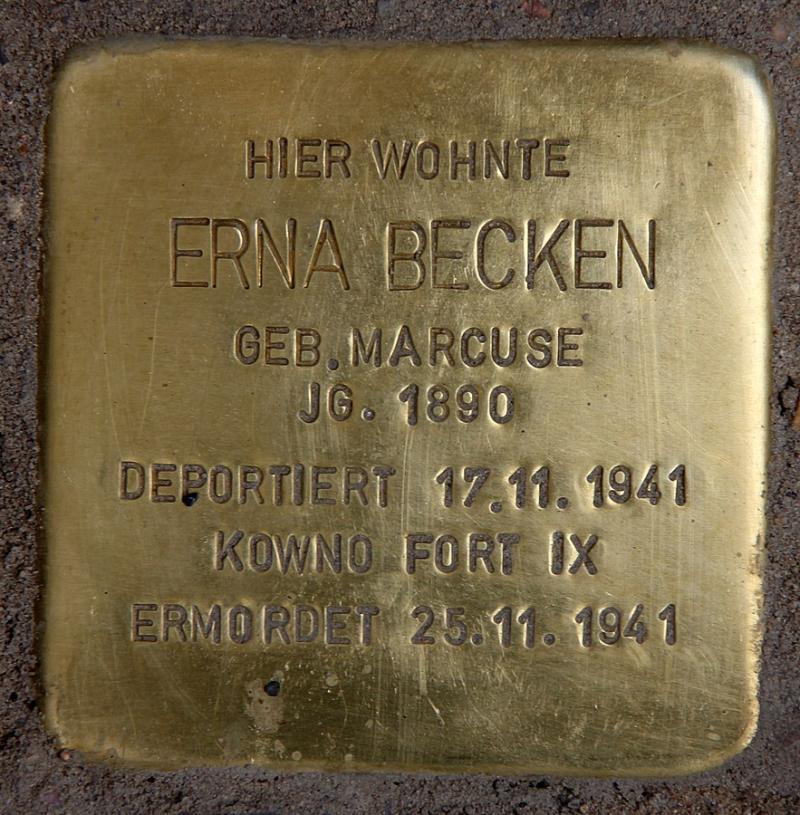 HIER WOHNTE
ERNA BECKEN
GEB. MARCUSE
JG. 1890
DEPORTIERT 17.11.1941
KOWNO FORT IX
ERMORDET 25.11.1941